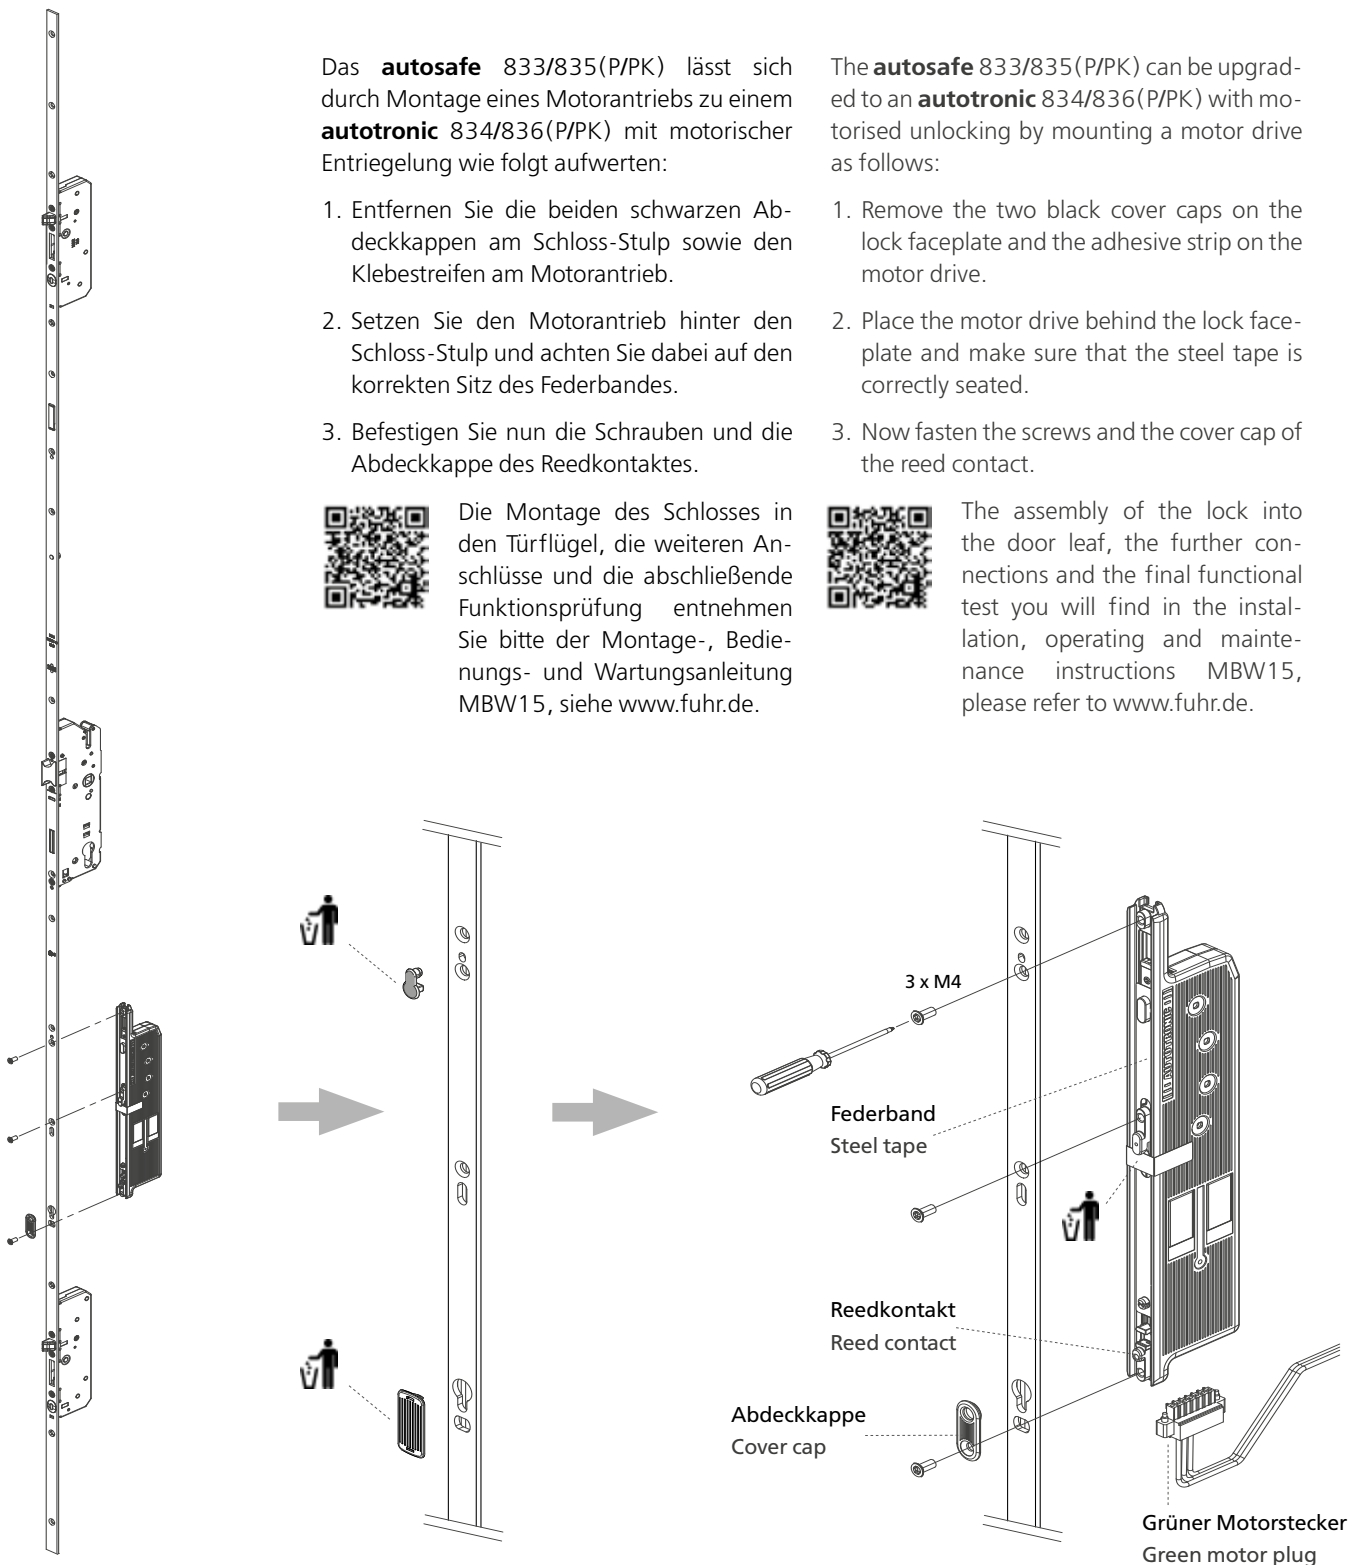 Das autosafe 833/835(P/PK) lässt sich
durch Montage eines Motorantriebs zu einem
autotronic 834/836(P/PK) mit motorischer
Entriegelung wie folgt aufwerten:
1. Entfernen Sie die beiden schwarzen Ab-
deckkappen am Schloss-Stulp sowie den
Klebestreifen am Motorantrieb.
2. Setzen Sie den Motorantrieb hinter den
Schloss-Stulp und achten Sie dabei auf den
korrekten Sitz des Federbandes.
3. Befestigen Sie nun die Schrauben und die
Abdeckkappe des Reedkontaktes.
Die Montage des Schlosses in
den Türflügel, die weiteren An-
schlüsse und die abschließende
Funktionsprüfung entnehmen
Sie bitte der Montage-, Bedie-
nungs- und Wartungsanleitung
MBW15, siehe www.fuhr.de.
The autosafe 833/835(P/PK) can be upgrad-
ed to an autotronic 834/836(P/PK) with mo-
torised unlocking by mounting a motor drive
as follows:
1. Remove the two black cover caps on the
lock faceplate and the adhesive strip on the
motor drive.
2. Place the motor drive behind the lock face-
plate and make sure that the steel tape is
correctly seated.
3. Now fasten the screws and the cover cap of
the reed contact.
The assembly of the lock into
the door leaf, the further con-
nections and the final functional
test you will find in the instal-
lation, operating and mainte-
nance instructions MBW15,
please refer to www.fuhr.de.
3 x M4
AUTOTRONIC
Federband
Steel tape
Reedkontakt
Reed contact
Abdeckkappe
Cover cap
Grüner Motorstecker
Green motor plug